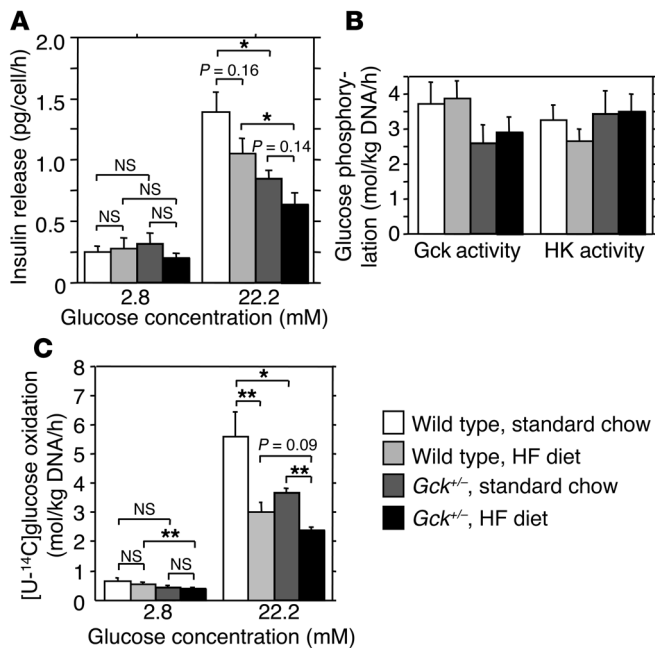 A
Insulin release (pg/cell/h)
2.0
1.5
1.0
0.5
0
NS
NS
NS
NS
*
P = 0.16
*
P = 0.14
2.8
22.2
Glucose concentration (mM)
B
Glucose phosphory-
lation (mol/kg DNA/h)
4
3
2
1
0
Gck activity
HK activity
C
[U-¹⁴C]glucose oxidation
(mol/kg DNA/h)
8
7
6
5
4
3
2
1
0
NS
**
NS
NS
*
**
P = 0.09
**
2.8
22.2
Glucose concentration (mM)
Wild type, standard chow
Wild type, HF diet
Gck⁺/⁻, standard chow
Gck⁺/⁻, HF diet